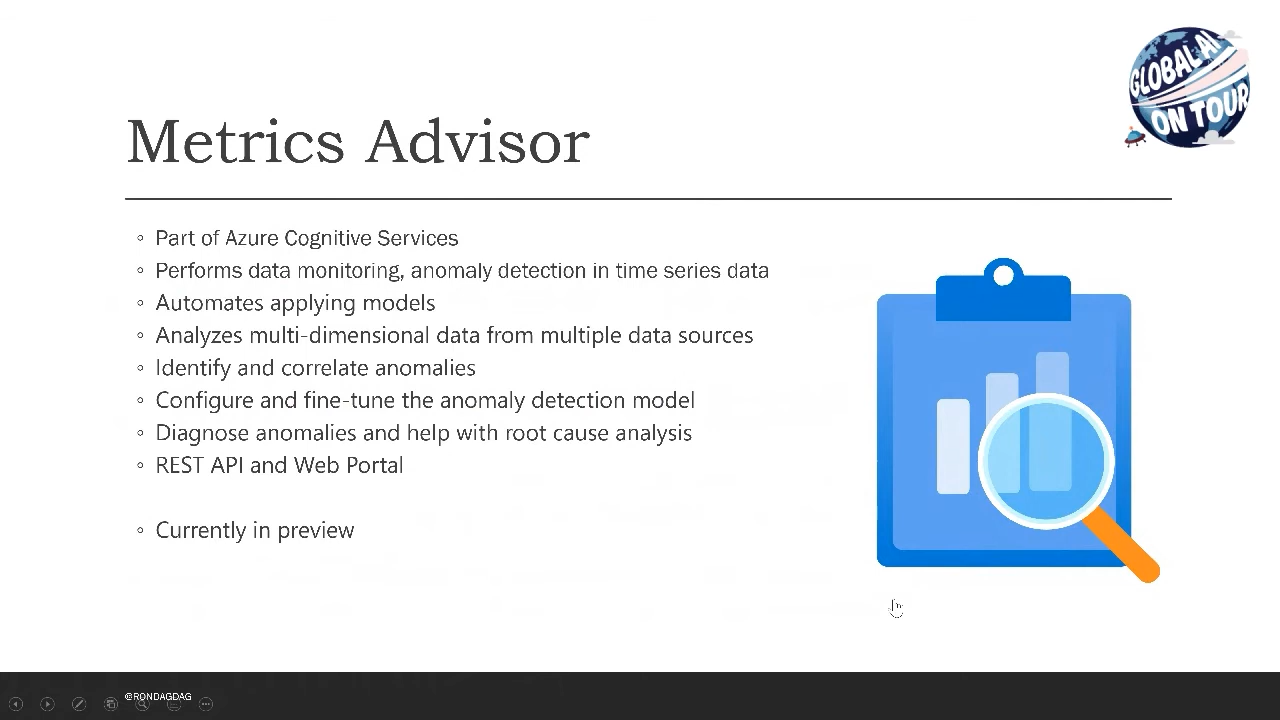 GLOBAL AI
ON TOUR
Metrics Advisor
◦ Part of Azure Cognitive Services
◦ Performs data monitoring, anomaly detection in time series data
◦ Automates applying models
◦ Analyzes multi-dimensional data from multiple data sources
◦ Identify and correlate anomalies
◦ Configure and fine-tune the anomaly detection model
◦ Diagnose anomalies and help with root cause analysis
◦ REST API and Web Portal
◦ Currently in preview
@RONDAGDAG